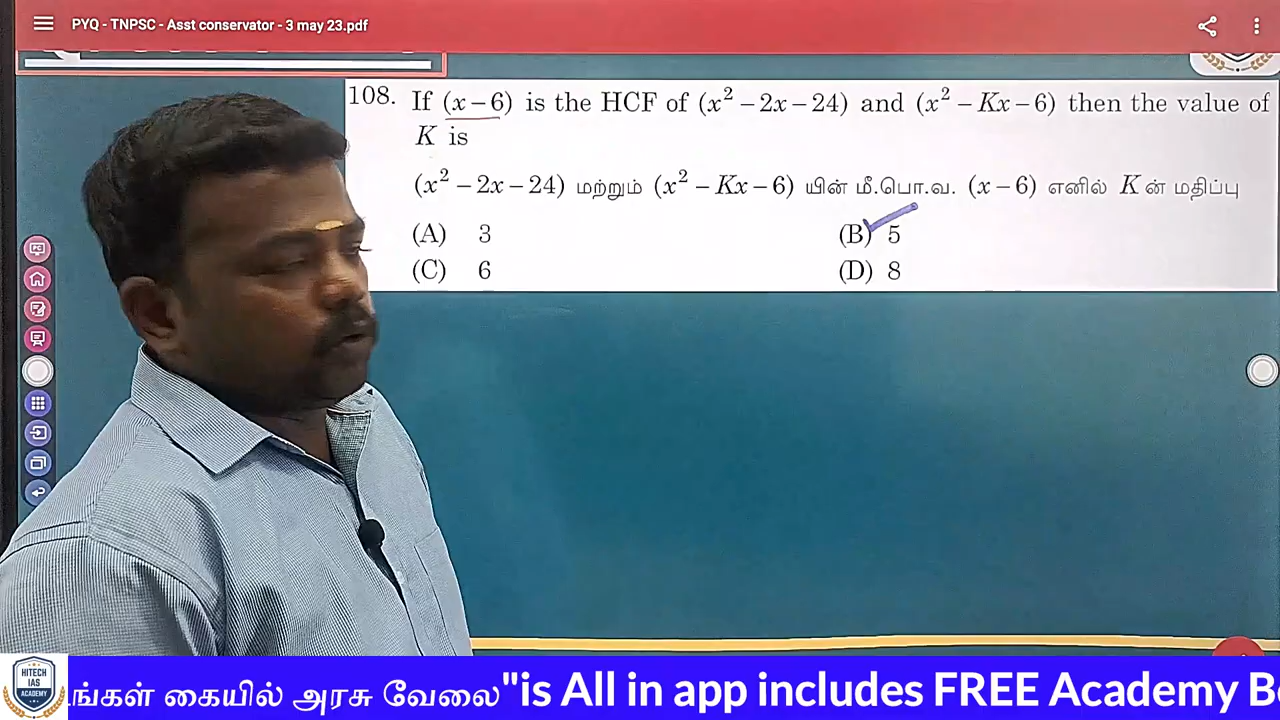 PYQ - TNPSC - Asst conservator - 3 may 23.pdf
108. If (x – 6) is the HCF of (x² – 2x – 24) and (x² – Kx – 6) then the value of
K is
(x² – 2x – 24) மற்றும் (x² – Kx – 6) யின் மீ.பொ.வ. (x – 6) எனில் K ன் மதிப்பு
(A) 3 (B) 5
(C) 6 (D) 8
HITECH
IAS
ACADEMY
கையில் அரசு வேலை"is All in app includes FREE Academy